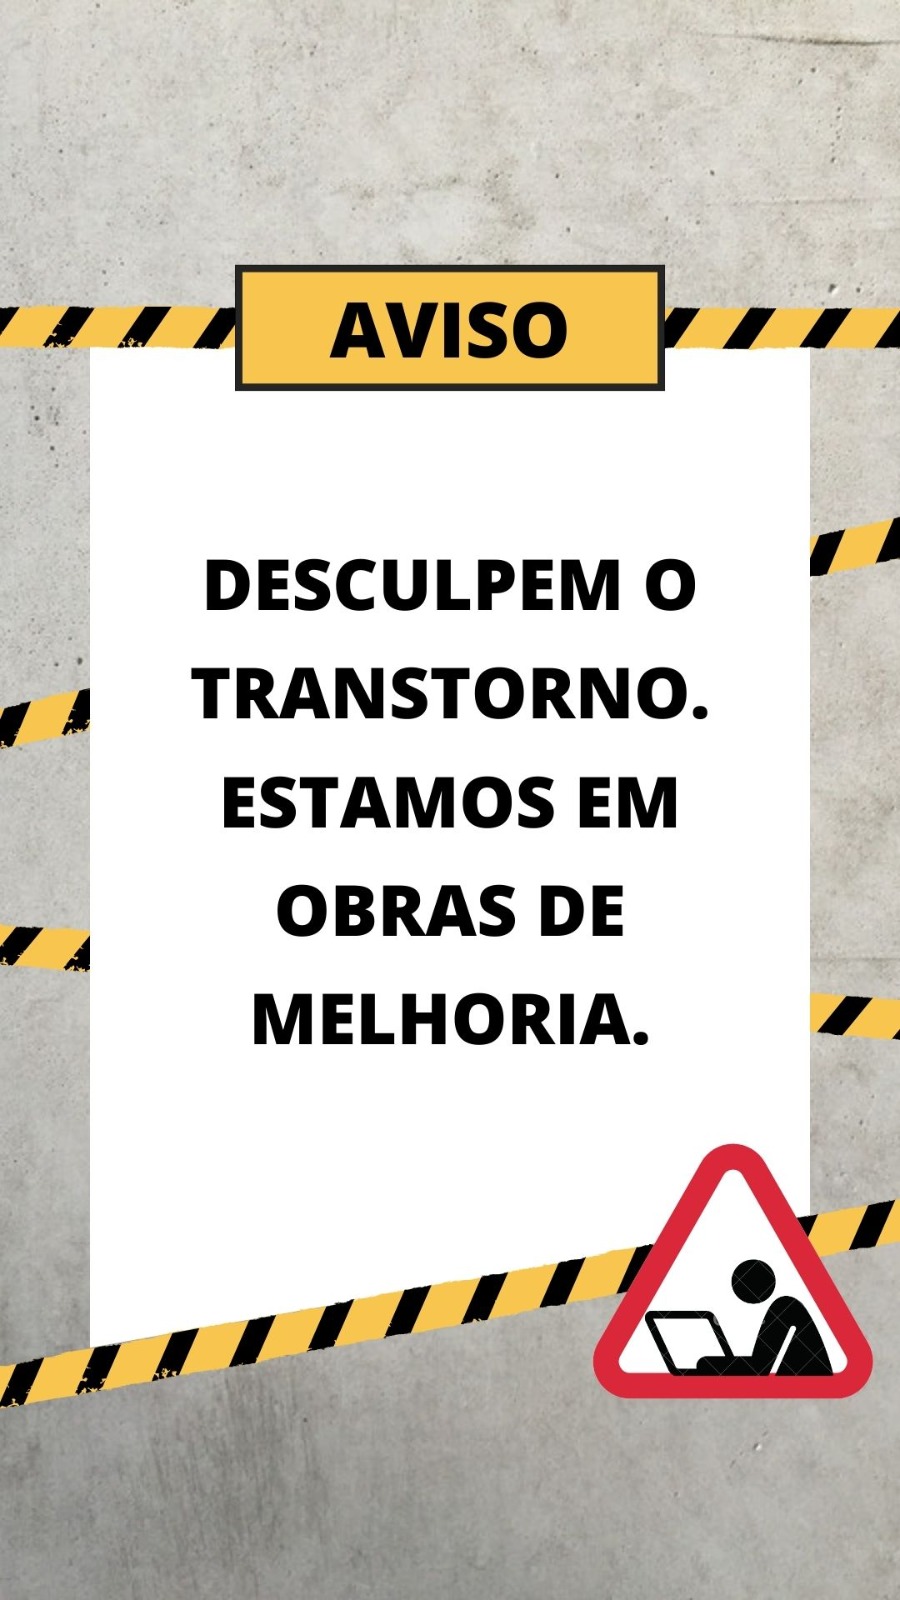 AVISO
DESCULPEM O
TRANSTORNO.
ESTAMOS EM
OBRAS DE
MELHORIA.